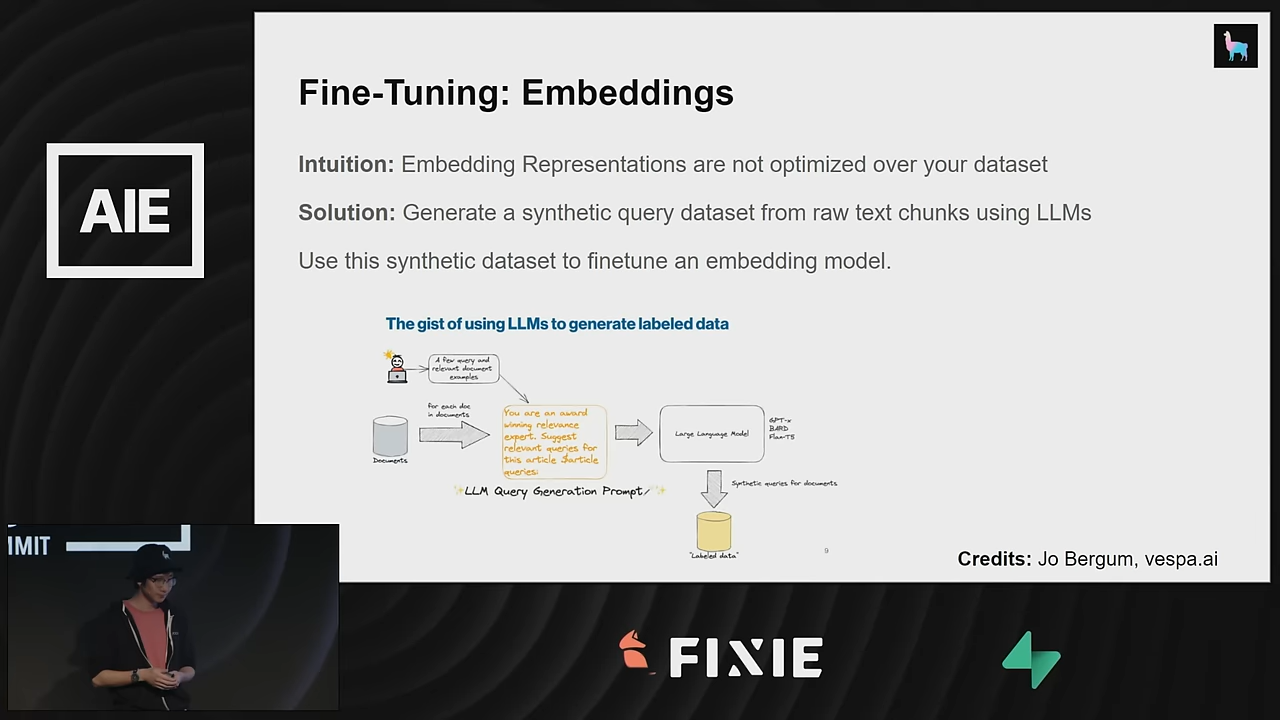 AIE
Fine-Tuning: Embeddings
Intuition: Embedding Representations are not optimized over your dataset
Solution: Generate a synthetic query dataset from raw text chunks using LLMs
Use this synthetic dataset to finetune an embedding model.
The gist of using LLMs to generate labeled data
A few query and
relevant document
examples
for each doc
in documents
Documents
You are an award
winning relevance
expert. Suggest
relevant queries for
this article $article
queries:
✨LLM Query Generation Prompt✨
Large Language Model
GPT-x
BARD
Flan-T5
Synthetic queries for documents
"Labeled data"
9
Credits: Jo Bergum, vespa.ai
MMIT
FIXIE